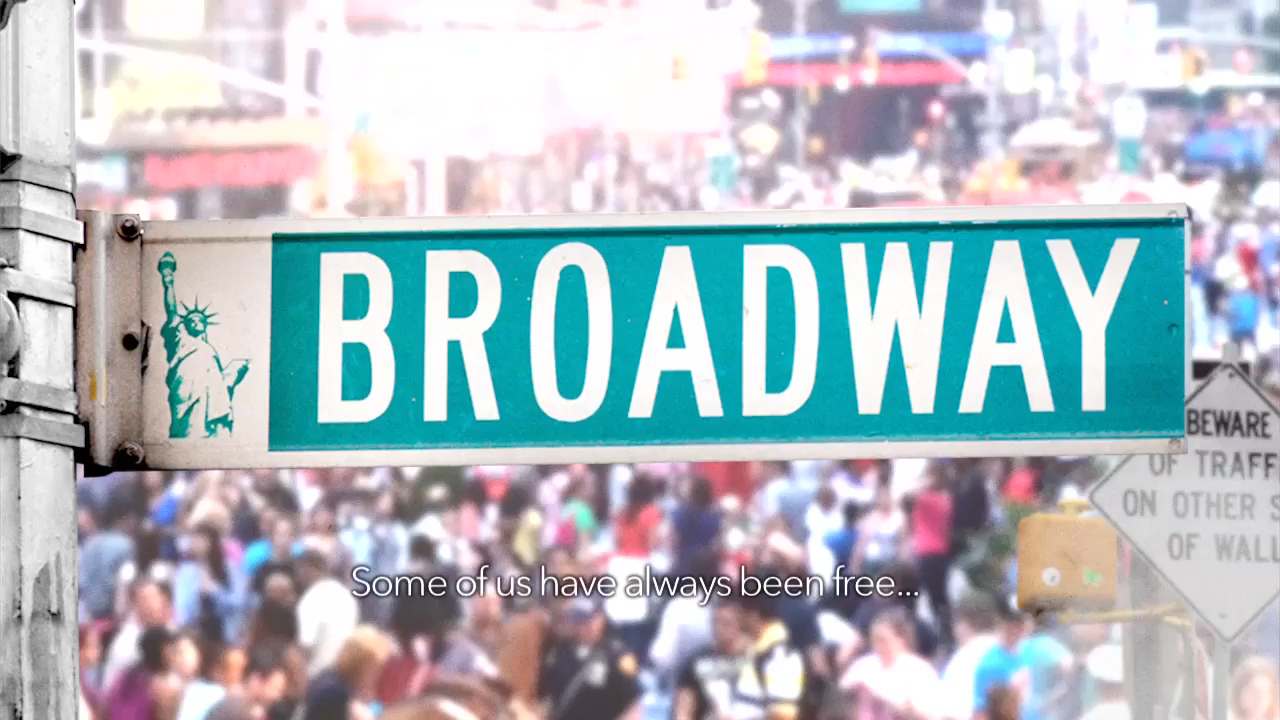 BROADWAY
BEWARE
OF TRAFF
ON OTHER S
OF WALL
Some of us have always been free...